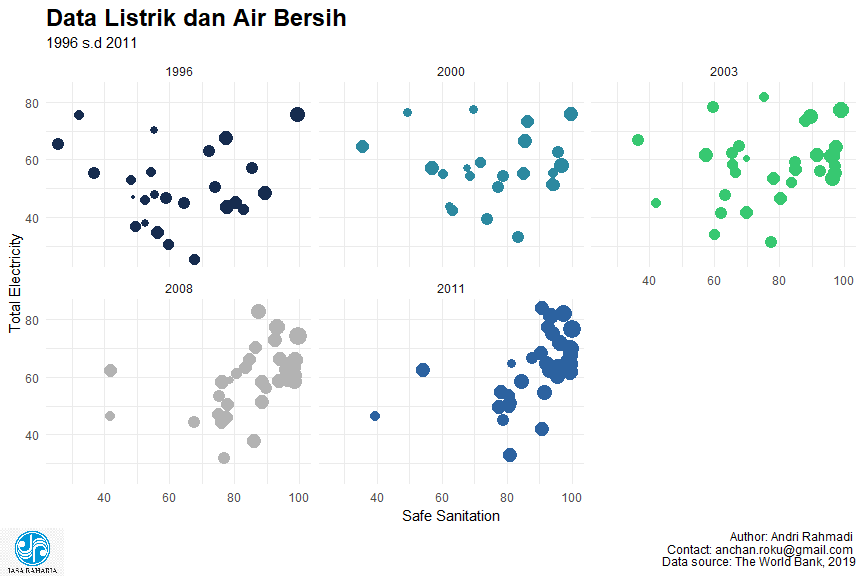 Data Listrik dan Air Bersih
1996 s.d 2011
1996
2000
2003
80
60
40
40
60
80
100
Total Electricity
2008
2011
80
60
40
40
60
80
100
40
60
80
100
Safe Sanitation
JASA RAHARJA
Author: Andri Rahmadi
Contact: anchan.roku@gmail.com
Data source: The World Bank, 2019